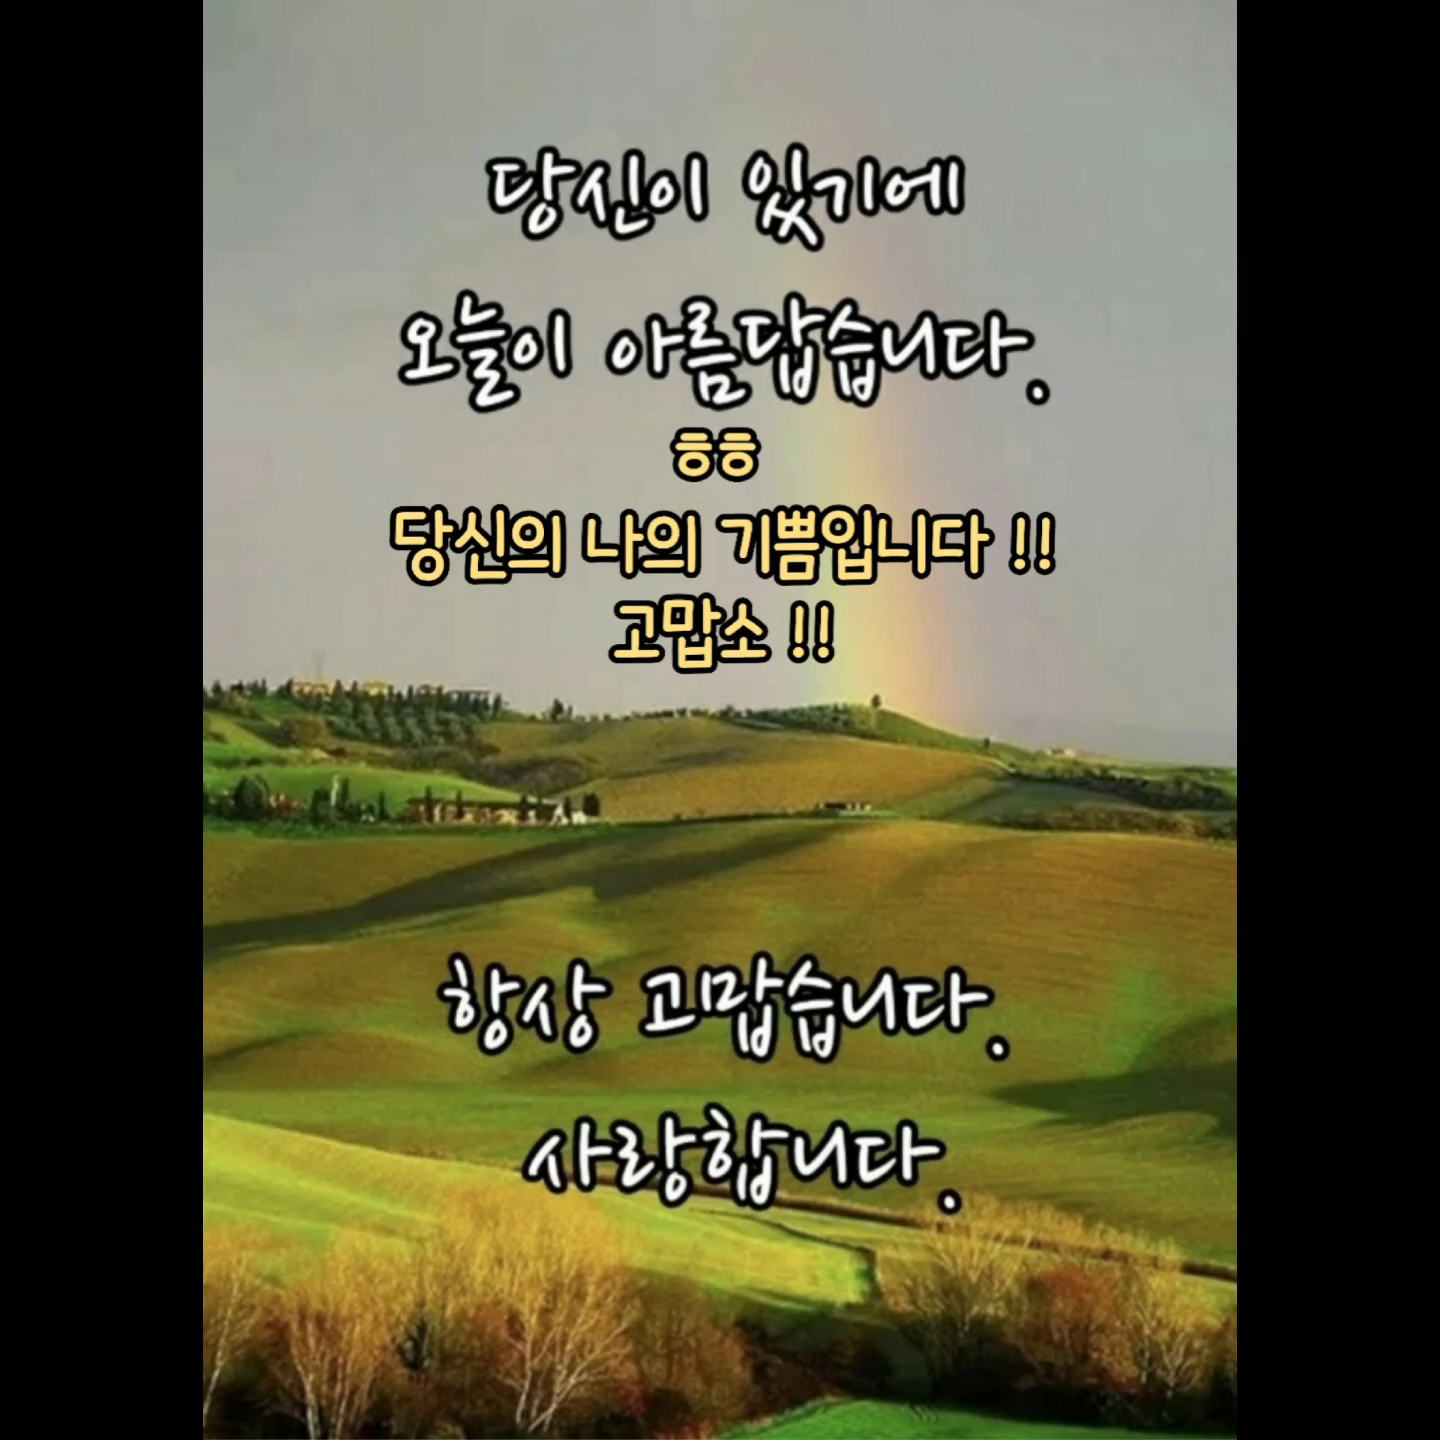 당신이 있기에
오늘이 아름답습니다.
ㅎㅎ
당신의 나의 기쁨입니다 !!
고맙소 !!
항상 고맙습니다.
사랑합니다.